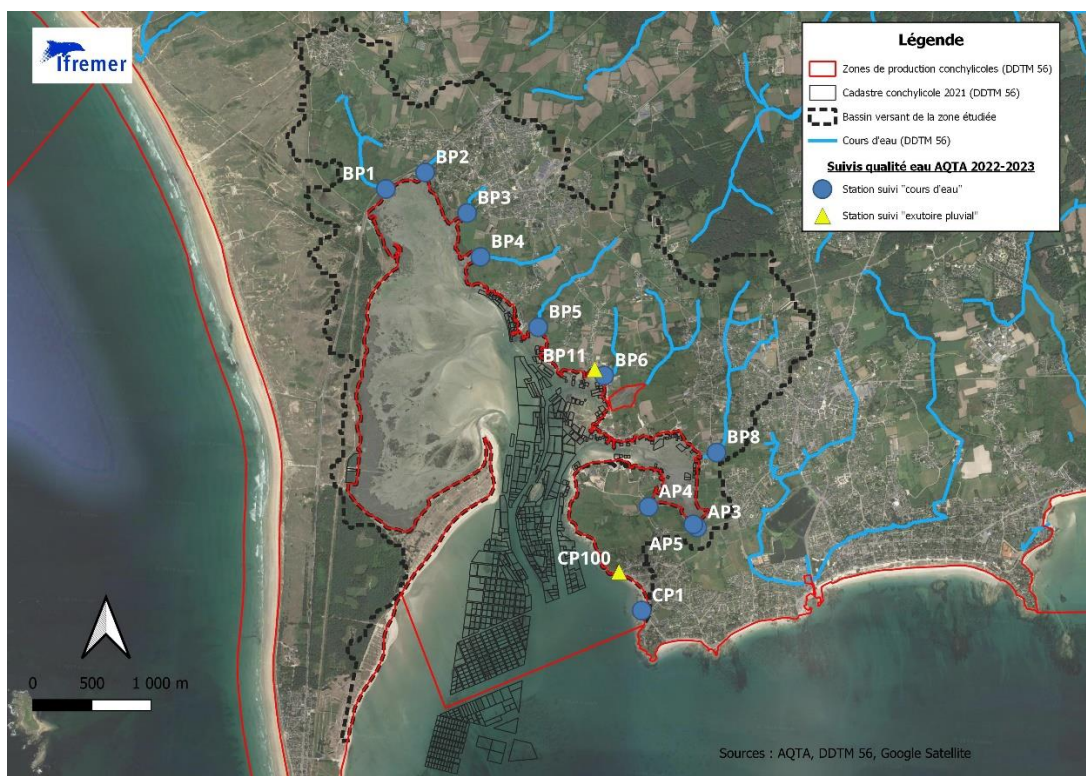 Ifremer
Légende
Zones de production conchylicoles (DDTM 56)
Cadastre conchylicole 2021 (DDTM 56)
Bassin versant de la zone étudiée
Cours d'eau (DDTM 56)
Suivis qualité eau AQTA 2022-2023
Station suivi "cours d'eau"
Station suivi "exutoire pluvial"
BP2
BP1
BP3
BP4
BP5
BP11
BP6
BP8
AP4
AP3
AP5
CP100
CP1
0 500 1 000 m
Sources : AQTA, DDTM 56, Google Satellite